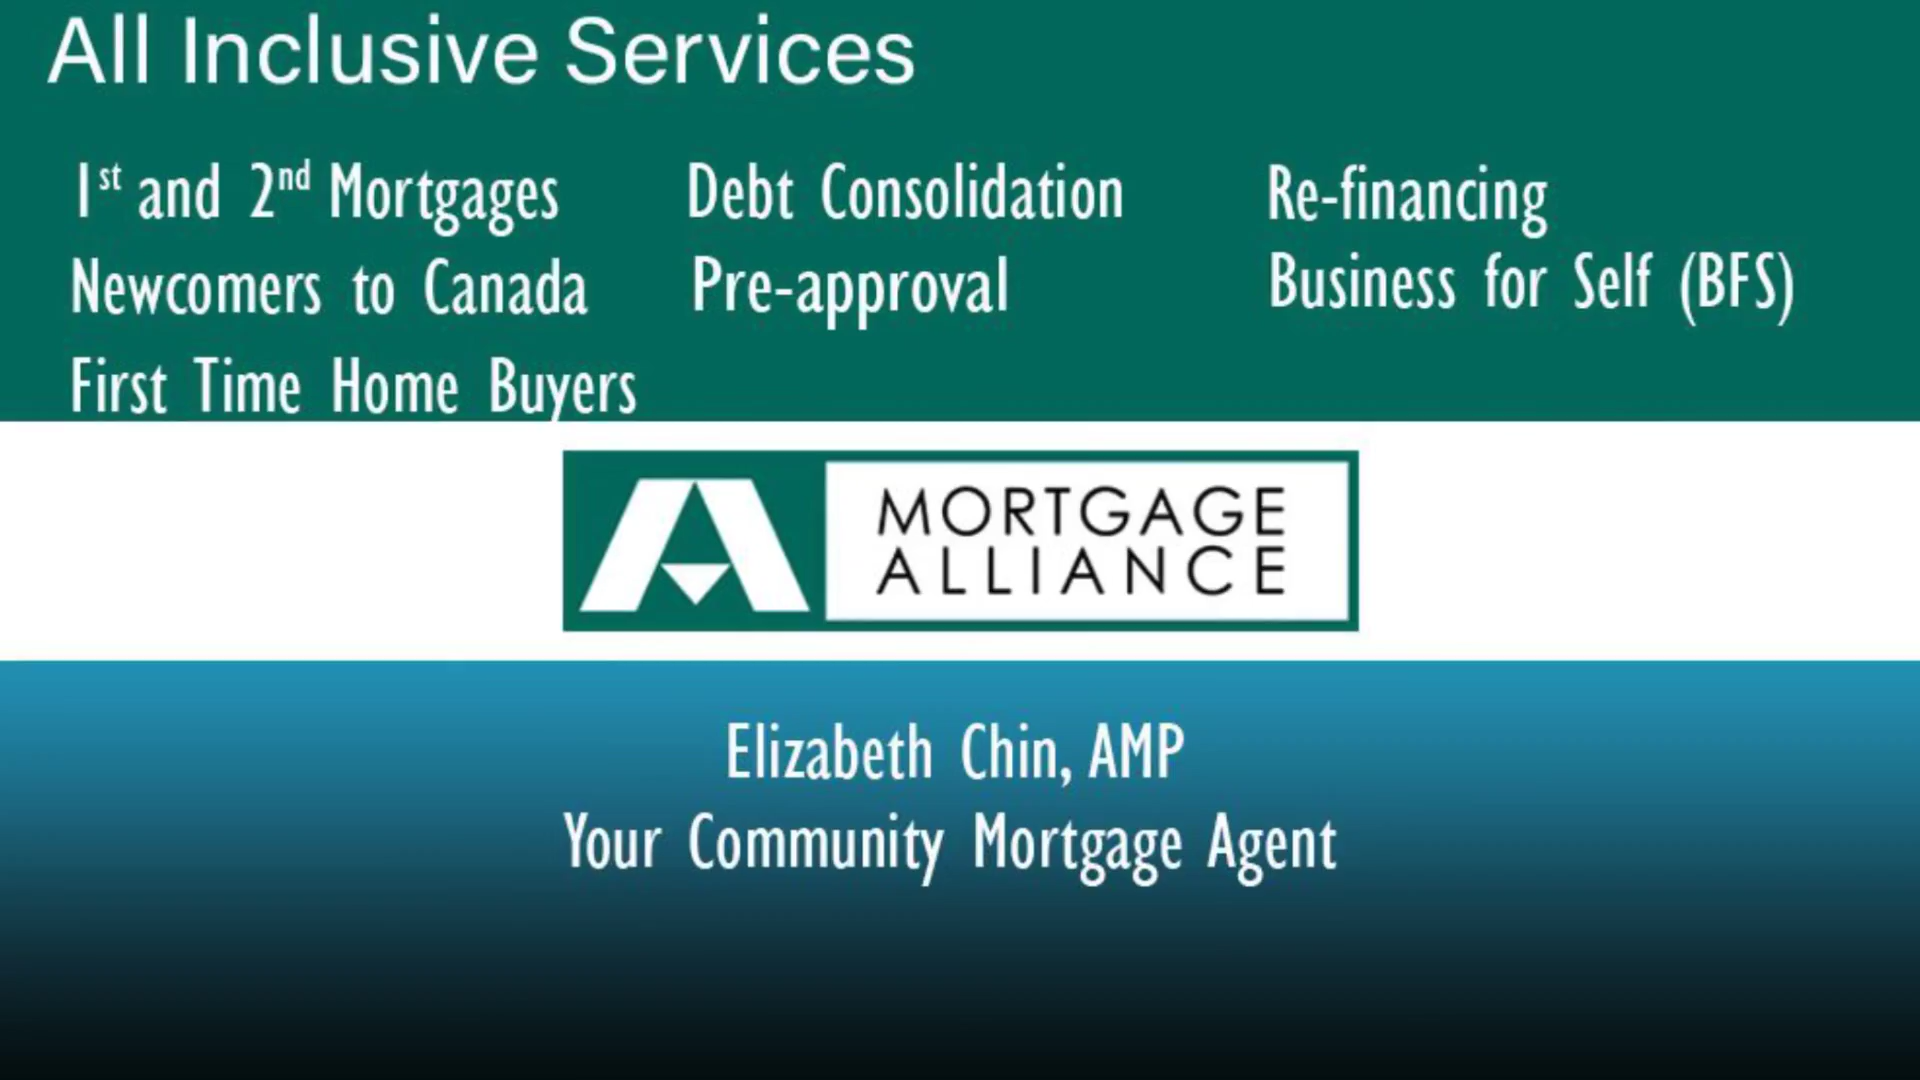 All Inclusive Services
1st and 2nd Mortgages
Debt Consolidation
Re-financing
Newcomers to Canada
Pre-approval
Business for Self (BFS)
First Time Home Buyers
MORTGAGE
ALLIANCE
Elizabeth Chin, AMP
Your Community Mortgage Agent